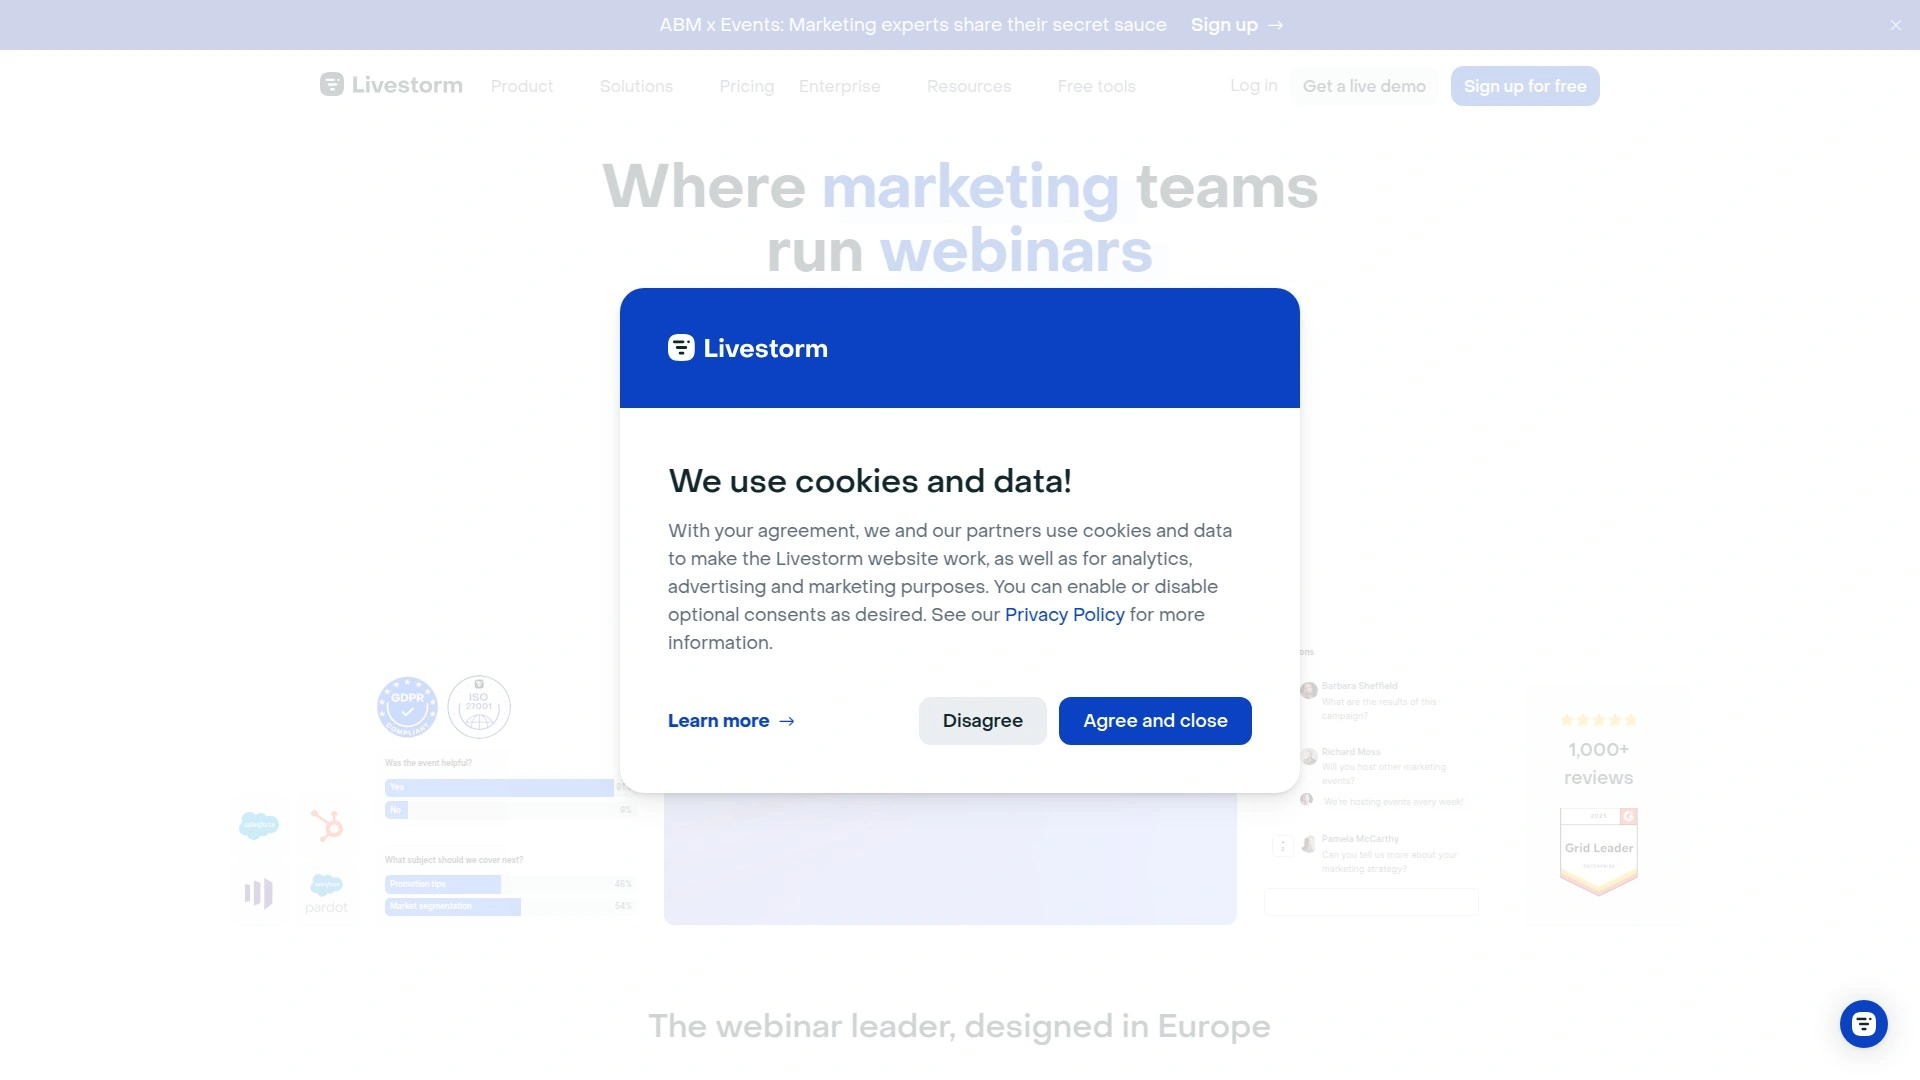 ABM x Events: Marketing experts share their secret sauce Sign up →
Livestorm Product Solutions Pricing Enterprise Resources Free tools Log in Get a live demo Sign up for free
Where marketing teams
run webinars
Livestorm
We use cookies and data!
With your agreement, we and our partners use cookies and data
to make the Livestorm website work, as well as for analytics,
advertising and marketing purposes. You can enable or disable
optional consents as desired. See our Privacy Policy for more
information.
Learn more →
Disagree
Agree and close
GDPR
COMPLIANT
ISO
27001
Was the event helpful?
Yes
No 9%
What subject should we cover next?
Promotion tips 46%
Market segmentation 54%
salesforce
pardot
Barbara Sheffield
What are the results of this
campaign?
Richard Moss
Will you host other marketing
events?
We're hosting events every week!
Pamela McCarthy
Can you tell us more about your
marketing strategy?
1,000+
reviews
2025
Grid Leader
The webinar leader, designed in Europe